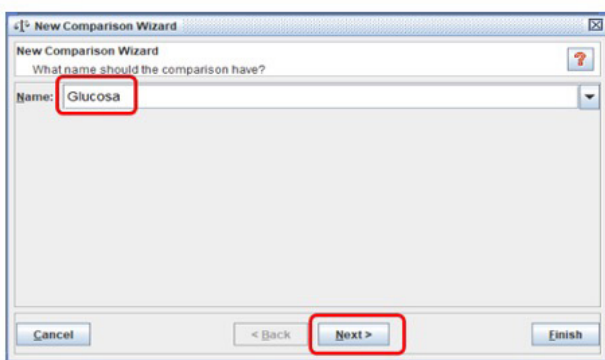 New Comparison Wizard
New Comparison Wizard
What name should the comparison have?
?
Name: Glucosa
Cancel < Back Next > Finish